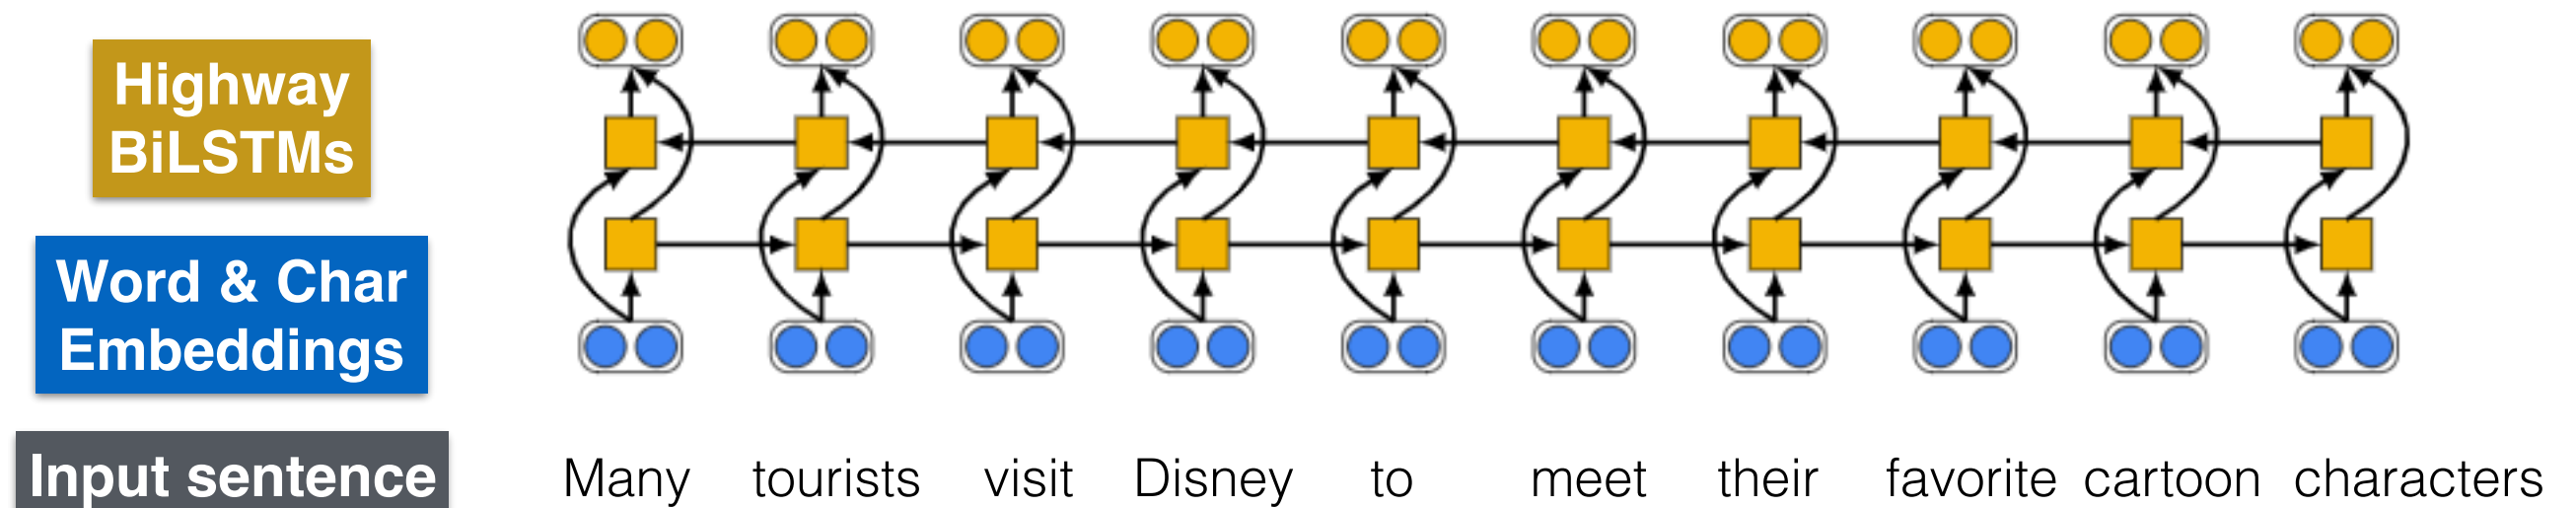 Highway
BiLSTMs
Word & Char
Embeddings
Input sentence
Many tourists visit Disney to meet their favorite cartoon characters